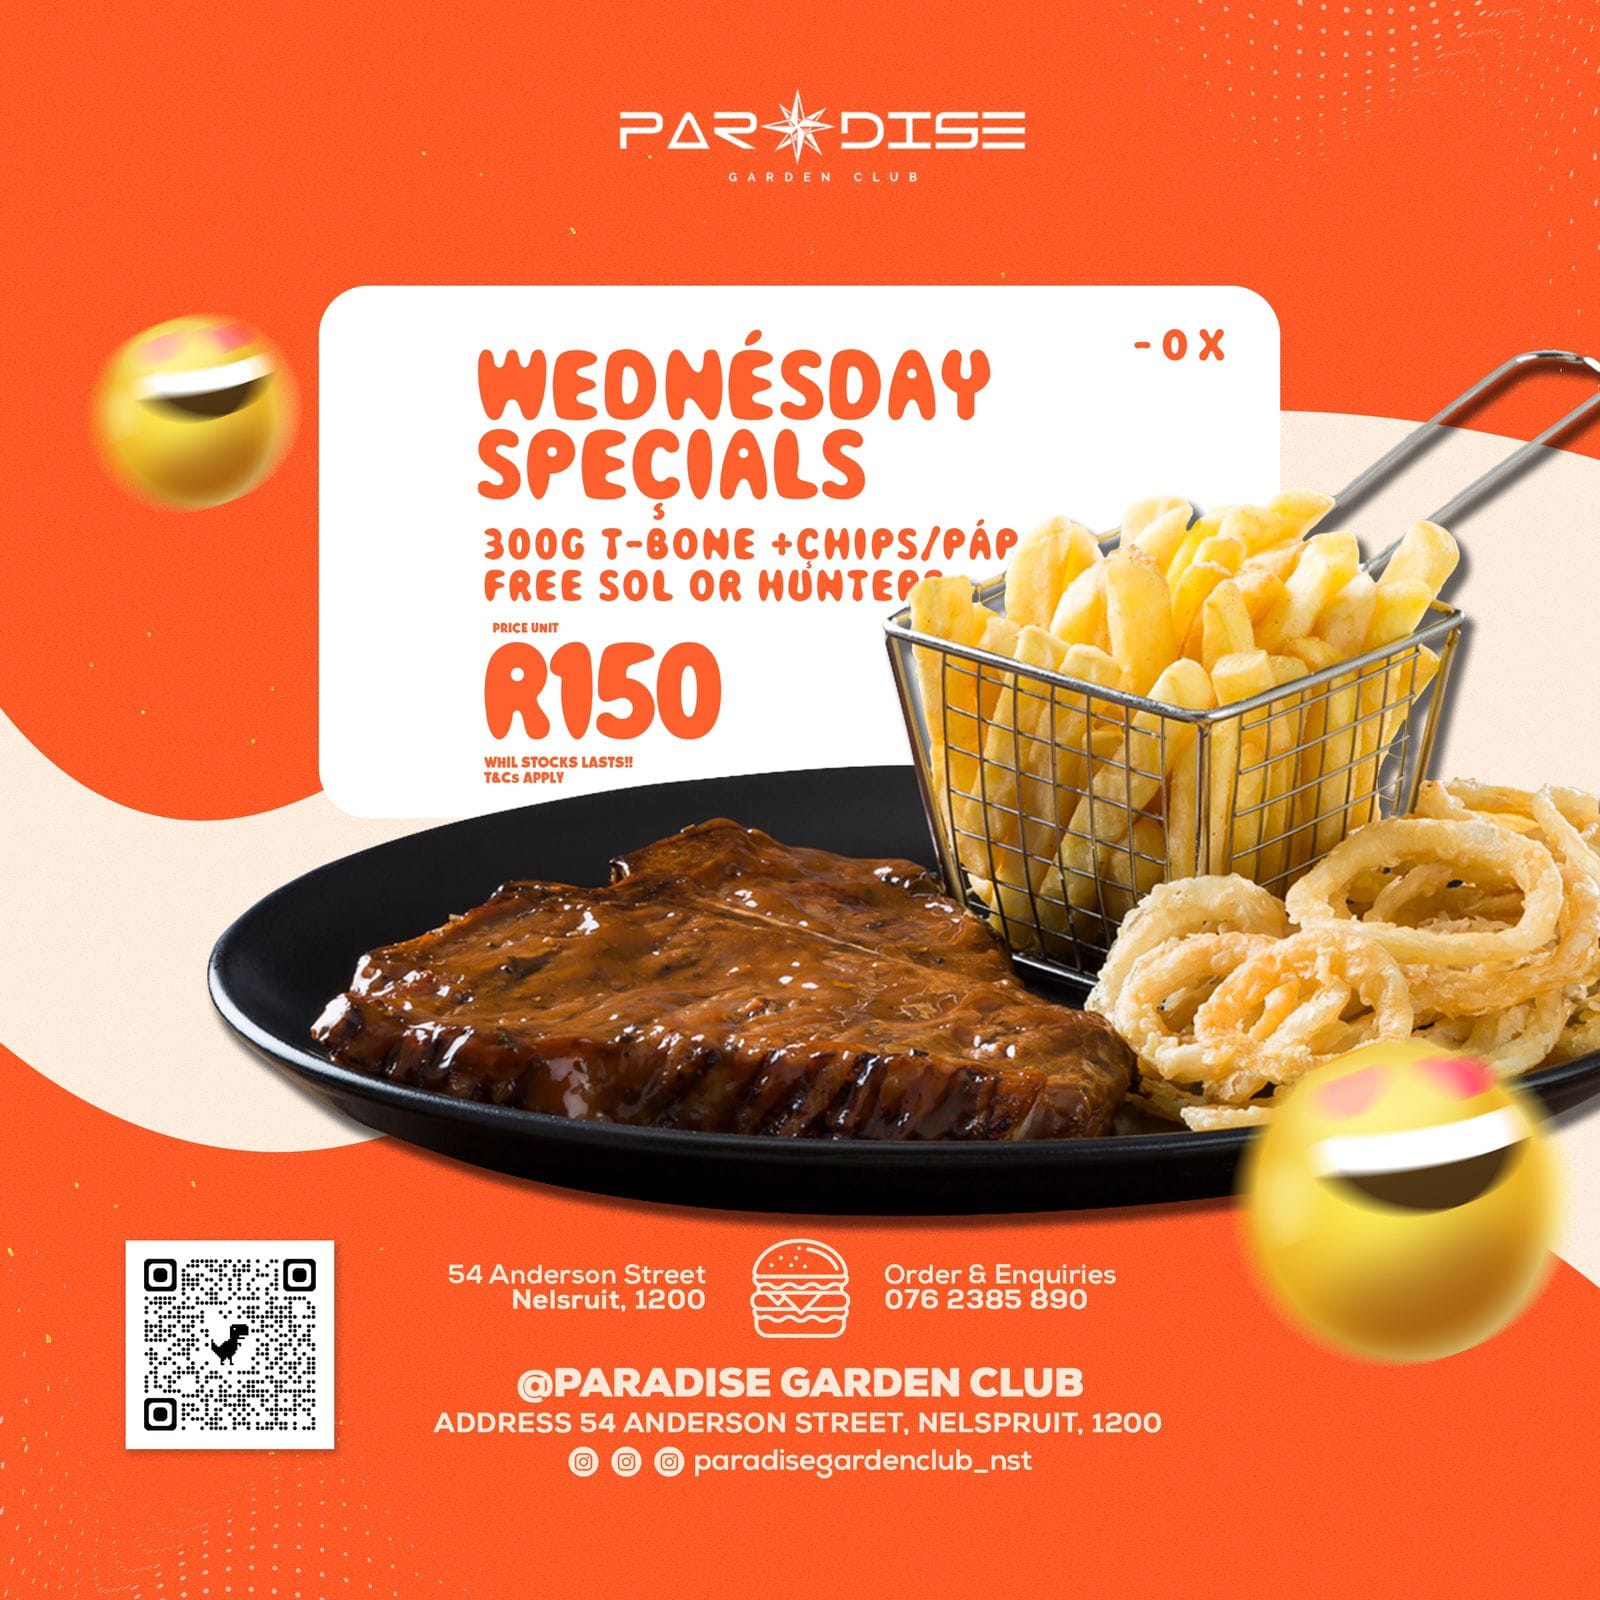 PARADISE
GARDEN CLUB
- O X
WEDNÉSDAY
SPEÇIALS
300G T-BONE +ÇHIPS/PÁP
FREE SOL OR HUNTERS
PRICE UNIT
R150
WHIL STOCKS LASTS!!
T&Cs APPLY
54 Anderson Street
Nelsruit, 1200
Order & Enquiries
076 2385 890
@PARADISE GARDEN CLUB
ADDRESS 54 ANDERSON STREET, NELSPRUIT, 1200
paradisegardenclub_nst